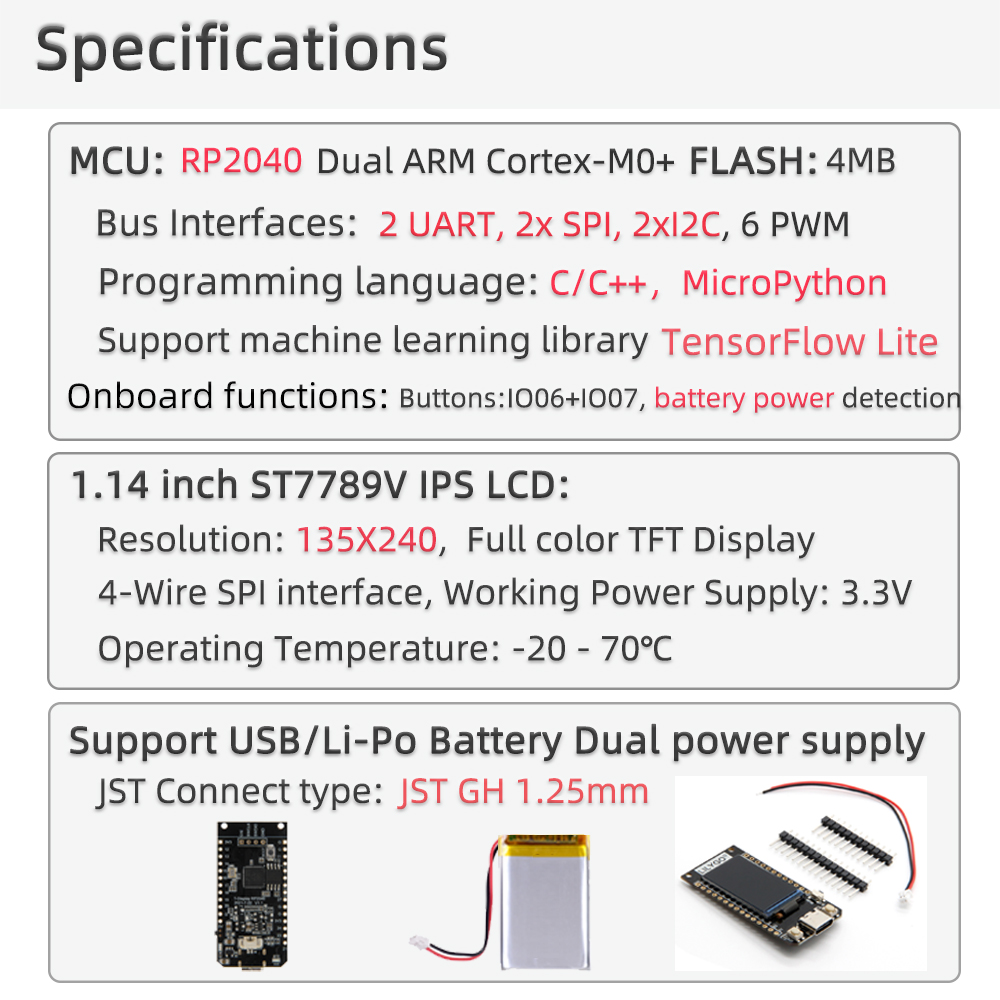 Specifications
MCU: RP2040 Dual ARM Cortex-M0+ FLASH: 4MB
Bus Interfaces: 2 UART, 2x SPI, 2xI2C, 6 PWM
Programming language: C/C++, MicroPython
Support machine learning library TensorFlow Lite
Onboard functions: Buttons:IO06+IO07, battery power detection
1.14 inch ST7789V IPS LCD:
Resolution: 135X240, Full color TFT Display
4-Wire SPI interface, Working Power Supply: 3.3V
Operating Temperature: -20 - 70℃
Support USB/Li-Po Battery Dual power supply
JST Connect type: JST GH 1.25mm
LILYGO